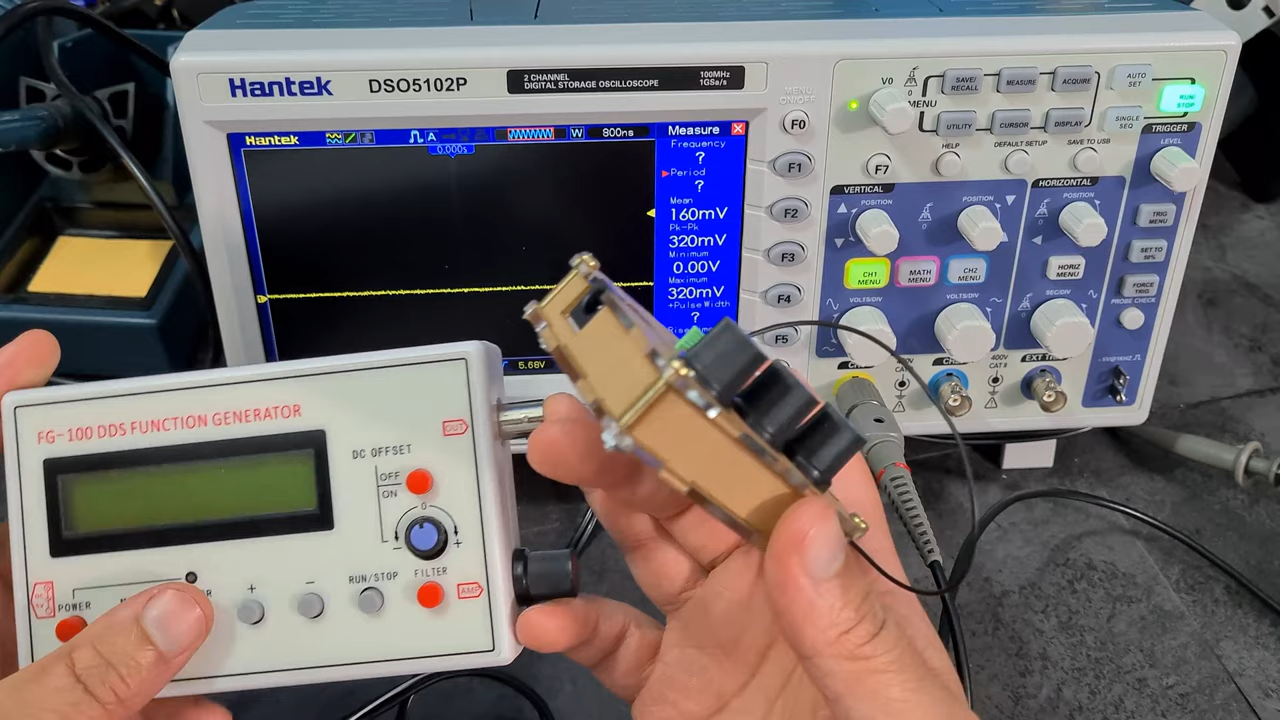 Hantek
DSO5102P
2 CHANNEL
DIGITAL STORAGE OSCILLOSCOPE
100MHz
1GSa/s
Hantek
A
W
800ns
0.000s
Measure
Frequency
?
Period
?
Mean
160mV
Pk-Pk
320mV
Minimum
0.00V
Maximum
320mV
+Pulse Width
?
5.68V
MENU
ON/OFF
F0
F1
F2
F3
F4
F5
V0
MENU
SAVE/
RECALL
MEASURE
ACQUIRE
AUTO
SET
RUN/
STOP
UTILITY
CURSOR
DISPLAY
SINGLE
SEQ
F7
HELP
DEFAULT SETUP
SAVE TO USB
TRIGGER
LEVEL
VERTICAL
HORIZONTAL
POSITION
POSITION
POSITION
TRIG
MENU
SET TO
50%
FORCE
TRIG
PROBE CHECK
CH1
MENU
MATH
MENU
CH2
MENU
HORIZ
MENU
VOLTS/DIV
VOLTS/DIV
SEC/DIV
400V
CAT II
EXT
FG-100 DDS FUNCTION GENERATOR
OUT
DC OFFSET
OFF
ON
0
-
+
POWER
+
-
RUN/STOP
FILTER
AMP